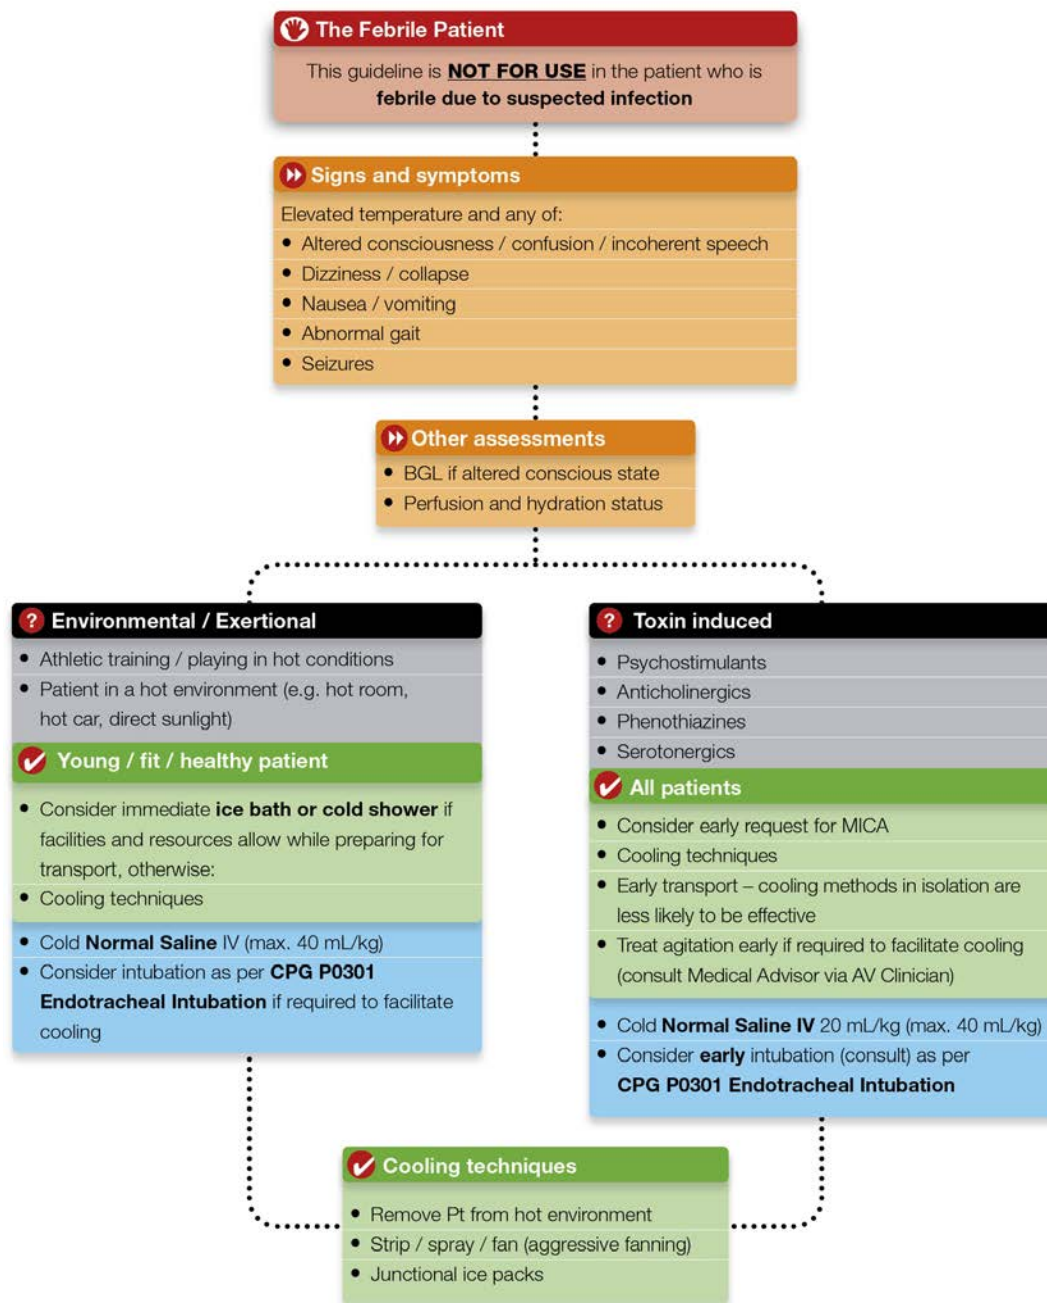 The Febrile Patient
This guideline is NOT FOR USE in the patient who is
febrile due to suspected infection
Signs and symptoms
Elevated temperature and any of:
• Altered consciousness / confusion / incoherent speech
• Dizziness / collapse
• Nausea / vomiting
• Abnormal gait
• Seizures
Other assessments
• BGL if altered conscious state
• Perfusion and hydration status
? Environmental / Exertional
• Athletic training / playing in hot conditions
• Patient in a hot environment (e.g. hot room,
hot car, direct sunlight)
Young / fit / healthy patient
• Consider immediate ice bath or cold shower if
facilities and resources allow while preparing for
transport, otherwise:
• Cooling techniques
• Cold Normal Saline IV (max. 40 mL/kg)
• Consider intubation as per CPG P0301
Endotracheal Intubation if required to facilitate
cooling
? Toxin induced
• Psychostimulants
• Anticholinergics
• Phenothiazines
• Serotonergics
All patients
• Consider early request for MICA
• Cooling techniques
• Early transport – cooling methods in isolation are
less likely to be effective
• Treat agitation early if required to facilitate cooling
(consult Medical Advisor via AV Clinician)
• Cold Normal Saline IV 20 mL/kg (max. 40 mL/kg)
• Consider early intubation (consult) as per
CPG P0301 Endotracheal Intubation
Cooling techniques
• Remove Pt from hot environment
• Strip / spray / fan (aggressive fanning)
• Junctional ice packs